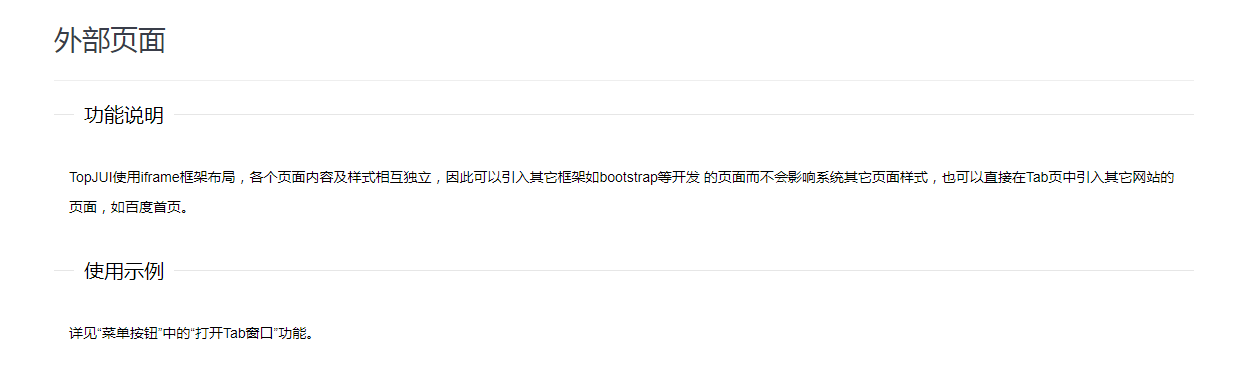 外部页面
功能说明
TopJUI使用iframe框架布局，各个页面内容及样式相互独立，因此可以引入其它框架如bootstrap等开发 的页面而不会影响系统其它页面样式，也可以直接在Tab页中引入其它网站的
页面，如百度首页。
使用示例
详见“菜单按钮”中的“打开Tab窗口”功能。